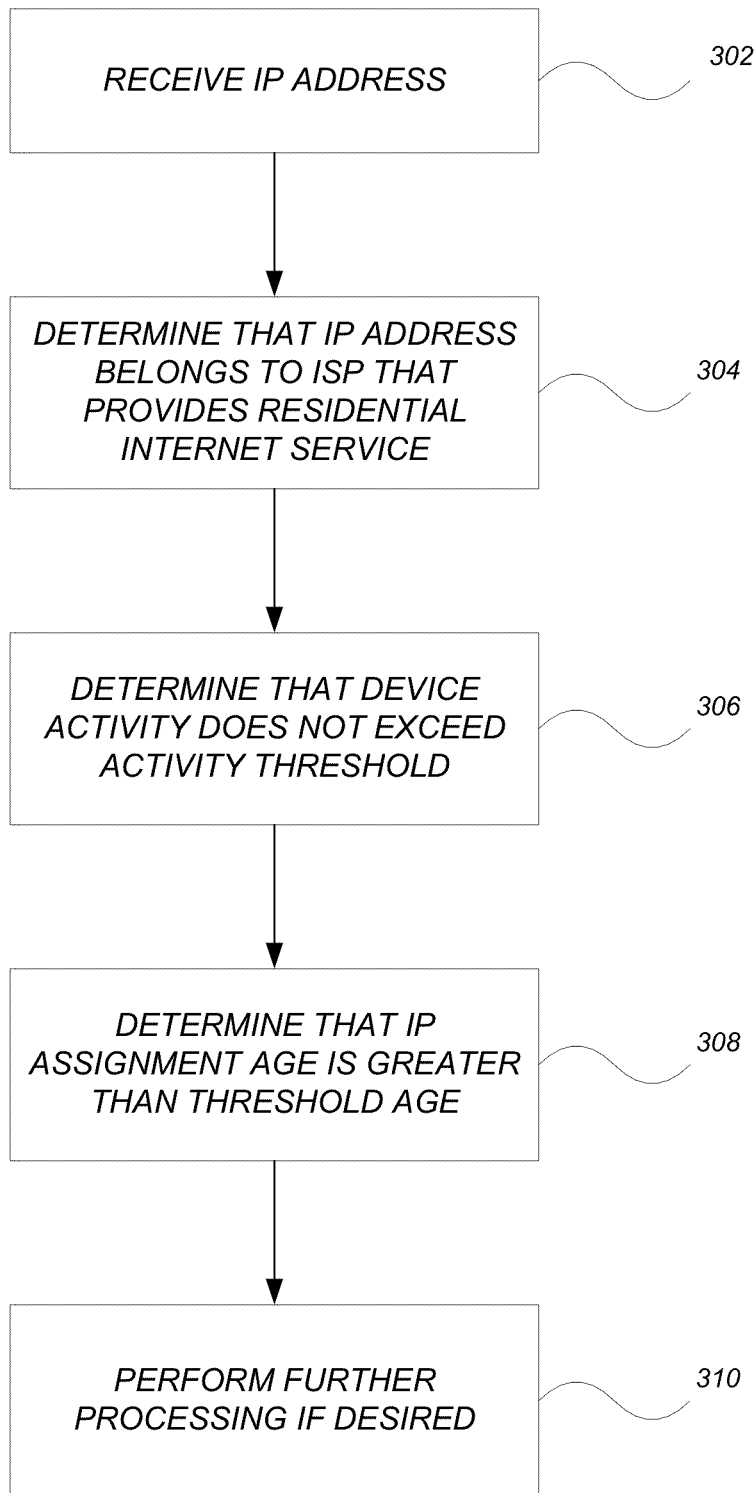 RECEIVE IP ADDRESS
302
DETERMINE THAT IP ADDRESS
BELONGS TO ISP THAT
PROVIDES RESIDENTIAL
INTERNET SERVICE
304
DETERMINE THAT DEVICE
ACTIVITY DOES NOT EXCEED
ACTIVITY THRESHOLD
306
DETERMINE THAT IP
ASSIGNMENT AGE IS GREATER
THAN THRESHOLD AGE
308
PERFORM FURTHER
PROCESSING IF DESIRED
310